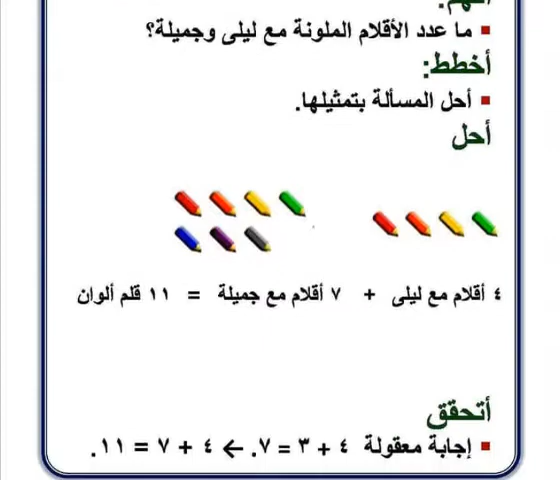 أفهم:
ما عدد الأقلام الملونة مع ليلى وجميلة؟
أخطط:
أحل المسألة بتمثيلها.
أحل
٤ أقلام مع ليلى + ٧ أقلام مع جميلة = ١١ قلم ألوان
أتحقق
إجابة معقولة ٤ + ٣ = ٧. ← ٤ + ٧ = ١١.